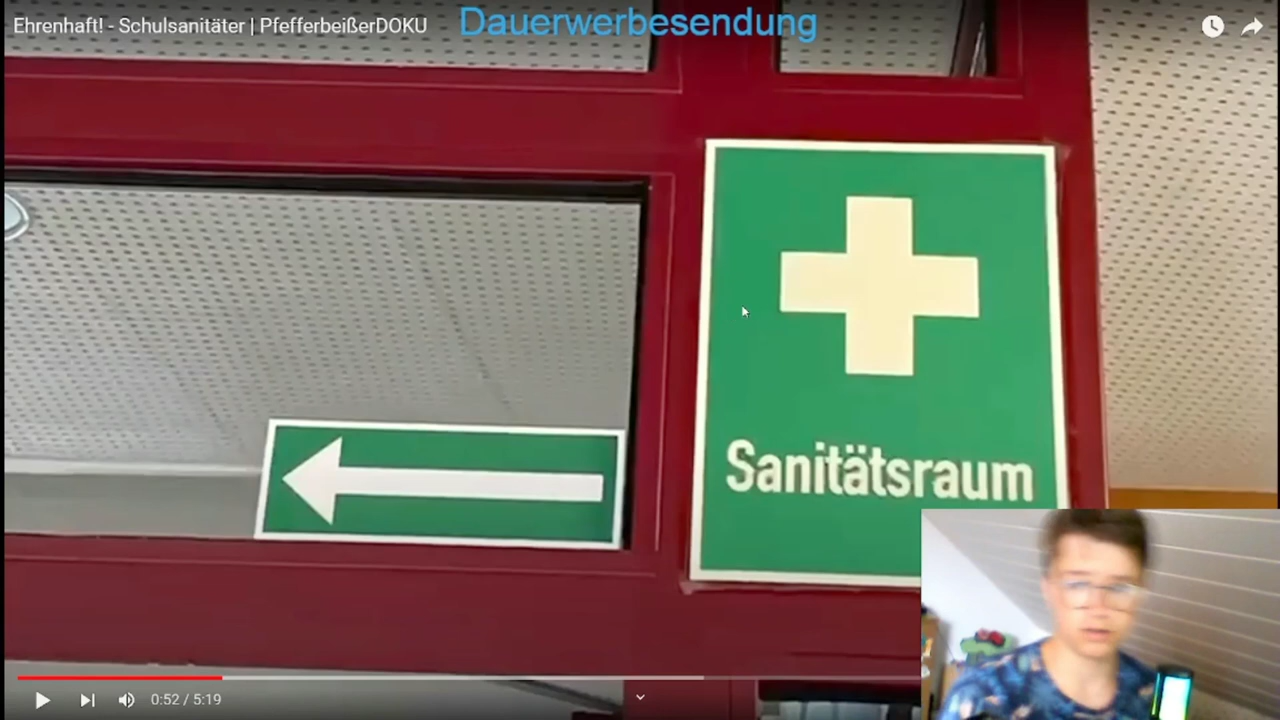 Ehrenhaft! - Schulsanitäter | PfefferbeißerDOKU
Dauerwerbesendung
Sanitätsraum
0:52 / 5:19